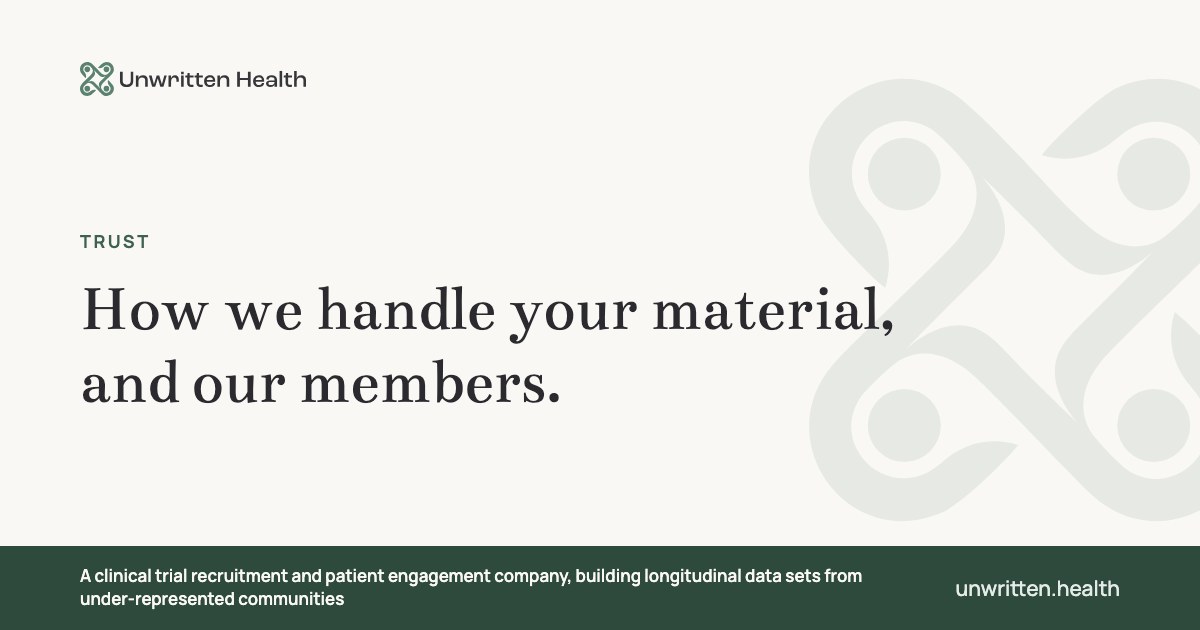 Unwritten Health
TRUST
How we handle your material,
and our members.
A clinical trial recruitment and patient engagement company, building longitudinal data sets from
under-represented communities
unwritten.health